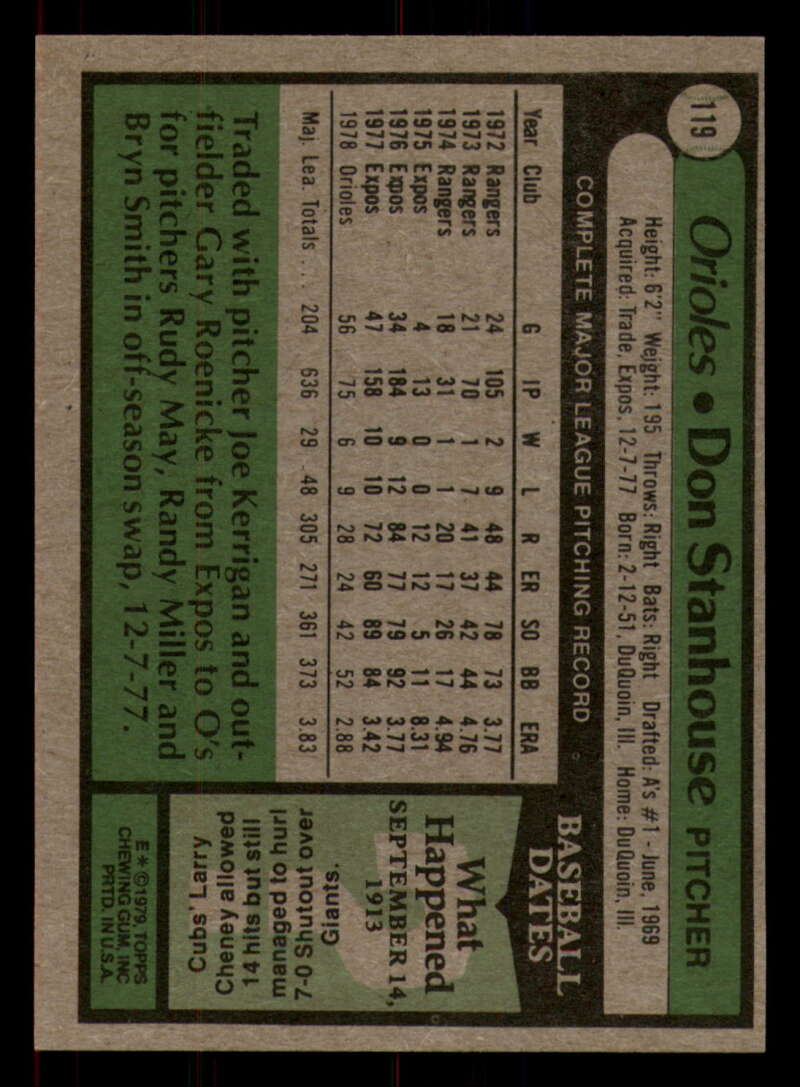 119
Orioles • Don Stanhouse PITCHER
Height: 6'2" Weight: 195 Throws: Right Bats: Right Drafted: A's #1 - June, 1969
Acquired: Trade, Expos, 12-7-77 Born: 2-12-51, DuQuoin, Ill. Home: DuQuoin, Ill.
COMPLETE MAJOR LEAGUE PITCHING RECORD
Year Club G IP W L R ER SO BB ERA
1972 Rangers 24 105 2 9 48 44 78 73 3.77
1973 Rangers 21 70 1 7 41 37 42 44 4.76
1974 Rangers 18 31 1 1 20 17 26 17 4.94
1975 Expos 4 13 0 0 12 12 5 11 8.31
1976 Expos 34 184 9 12 84 77 79 92 3.77
1977 Expos 47 158 10 10 72 60 89 84 3.42
1978 Orioles 56 75 6 9 28 24 42 52 2.88
Maj. Lea. Totals ... 204 636 29 48 305 271 361 373 3.83
Traded with pitcher Joe Kerrigan and out-
fielder Gary Roenicke from Expos to O's
for pitchers Rudy May, Randy Miller and
Bryn Smith in off-season swap, 12-7-77.
BASEBALL
DATES
What
Happened
SEPTEMBER 14,
1913
Cubs' Larry
Cheney allowed
14 hits but still
managed to hurl
7-0 Shutout over
Giants.
E*©1979, TOPPS
CHEWING GUM, INC
PRTD. IN U.S.A.